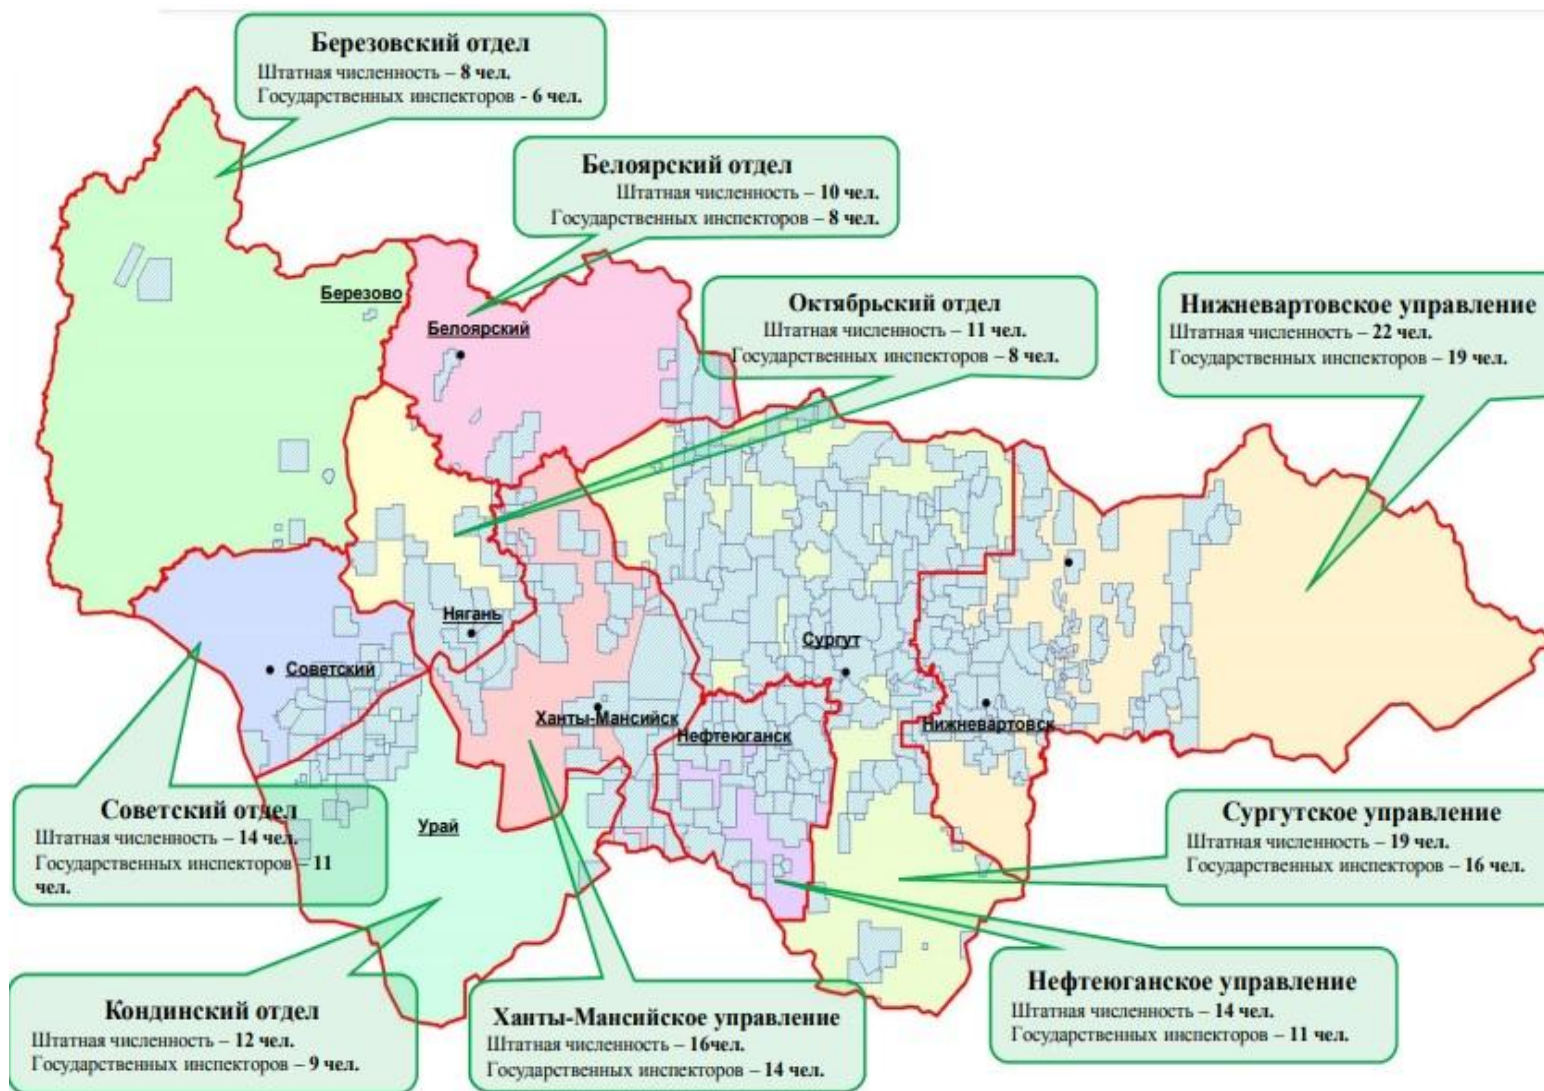 Березовский отдел
Штатная численность – 8 чел.
Государственных инспекторов - 6 чел.
Белоярский отдел
Штатная численность – 10 чел.
Государственных инспекторов – 8 чел.
Октябрьский отдел
Штатная численность – 11 чел.
Государственных инспекторов – 8 чел.
Нижневартовское управление
Штатная численность – 22 чел.
Государственных инспекторов – 19 чел.
Березово
Белоярский
Нягань
Советский
Сургут
Ханты-Мансийск
Нефтеюганск
Нижневартовск
Урай
Советский отдел
Штатная численность – 14 чел.
Государственных инспекторов – 11
чел.
Сургутское управление
Штатная численность – 19 чел.
Государственных инспекторов – 16 чел.
Кондинский отдел
Штатная численность – 12 чел.
Государственных инспекторов – 9 чел.
Ханты-Мансийское управление
Штатная численность – 16чел.
Государственных инспекторов – 14 чел.
Нефтеюганское управление
Штатная численность – 14 чел.
Государственных инспекторов – 11 чел.